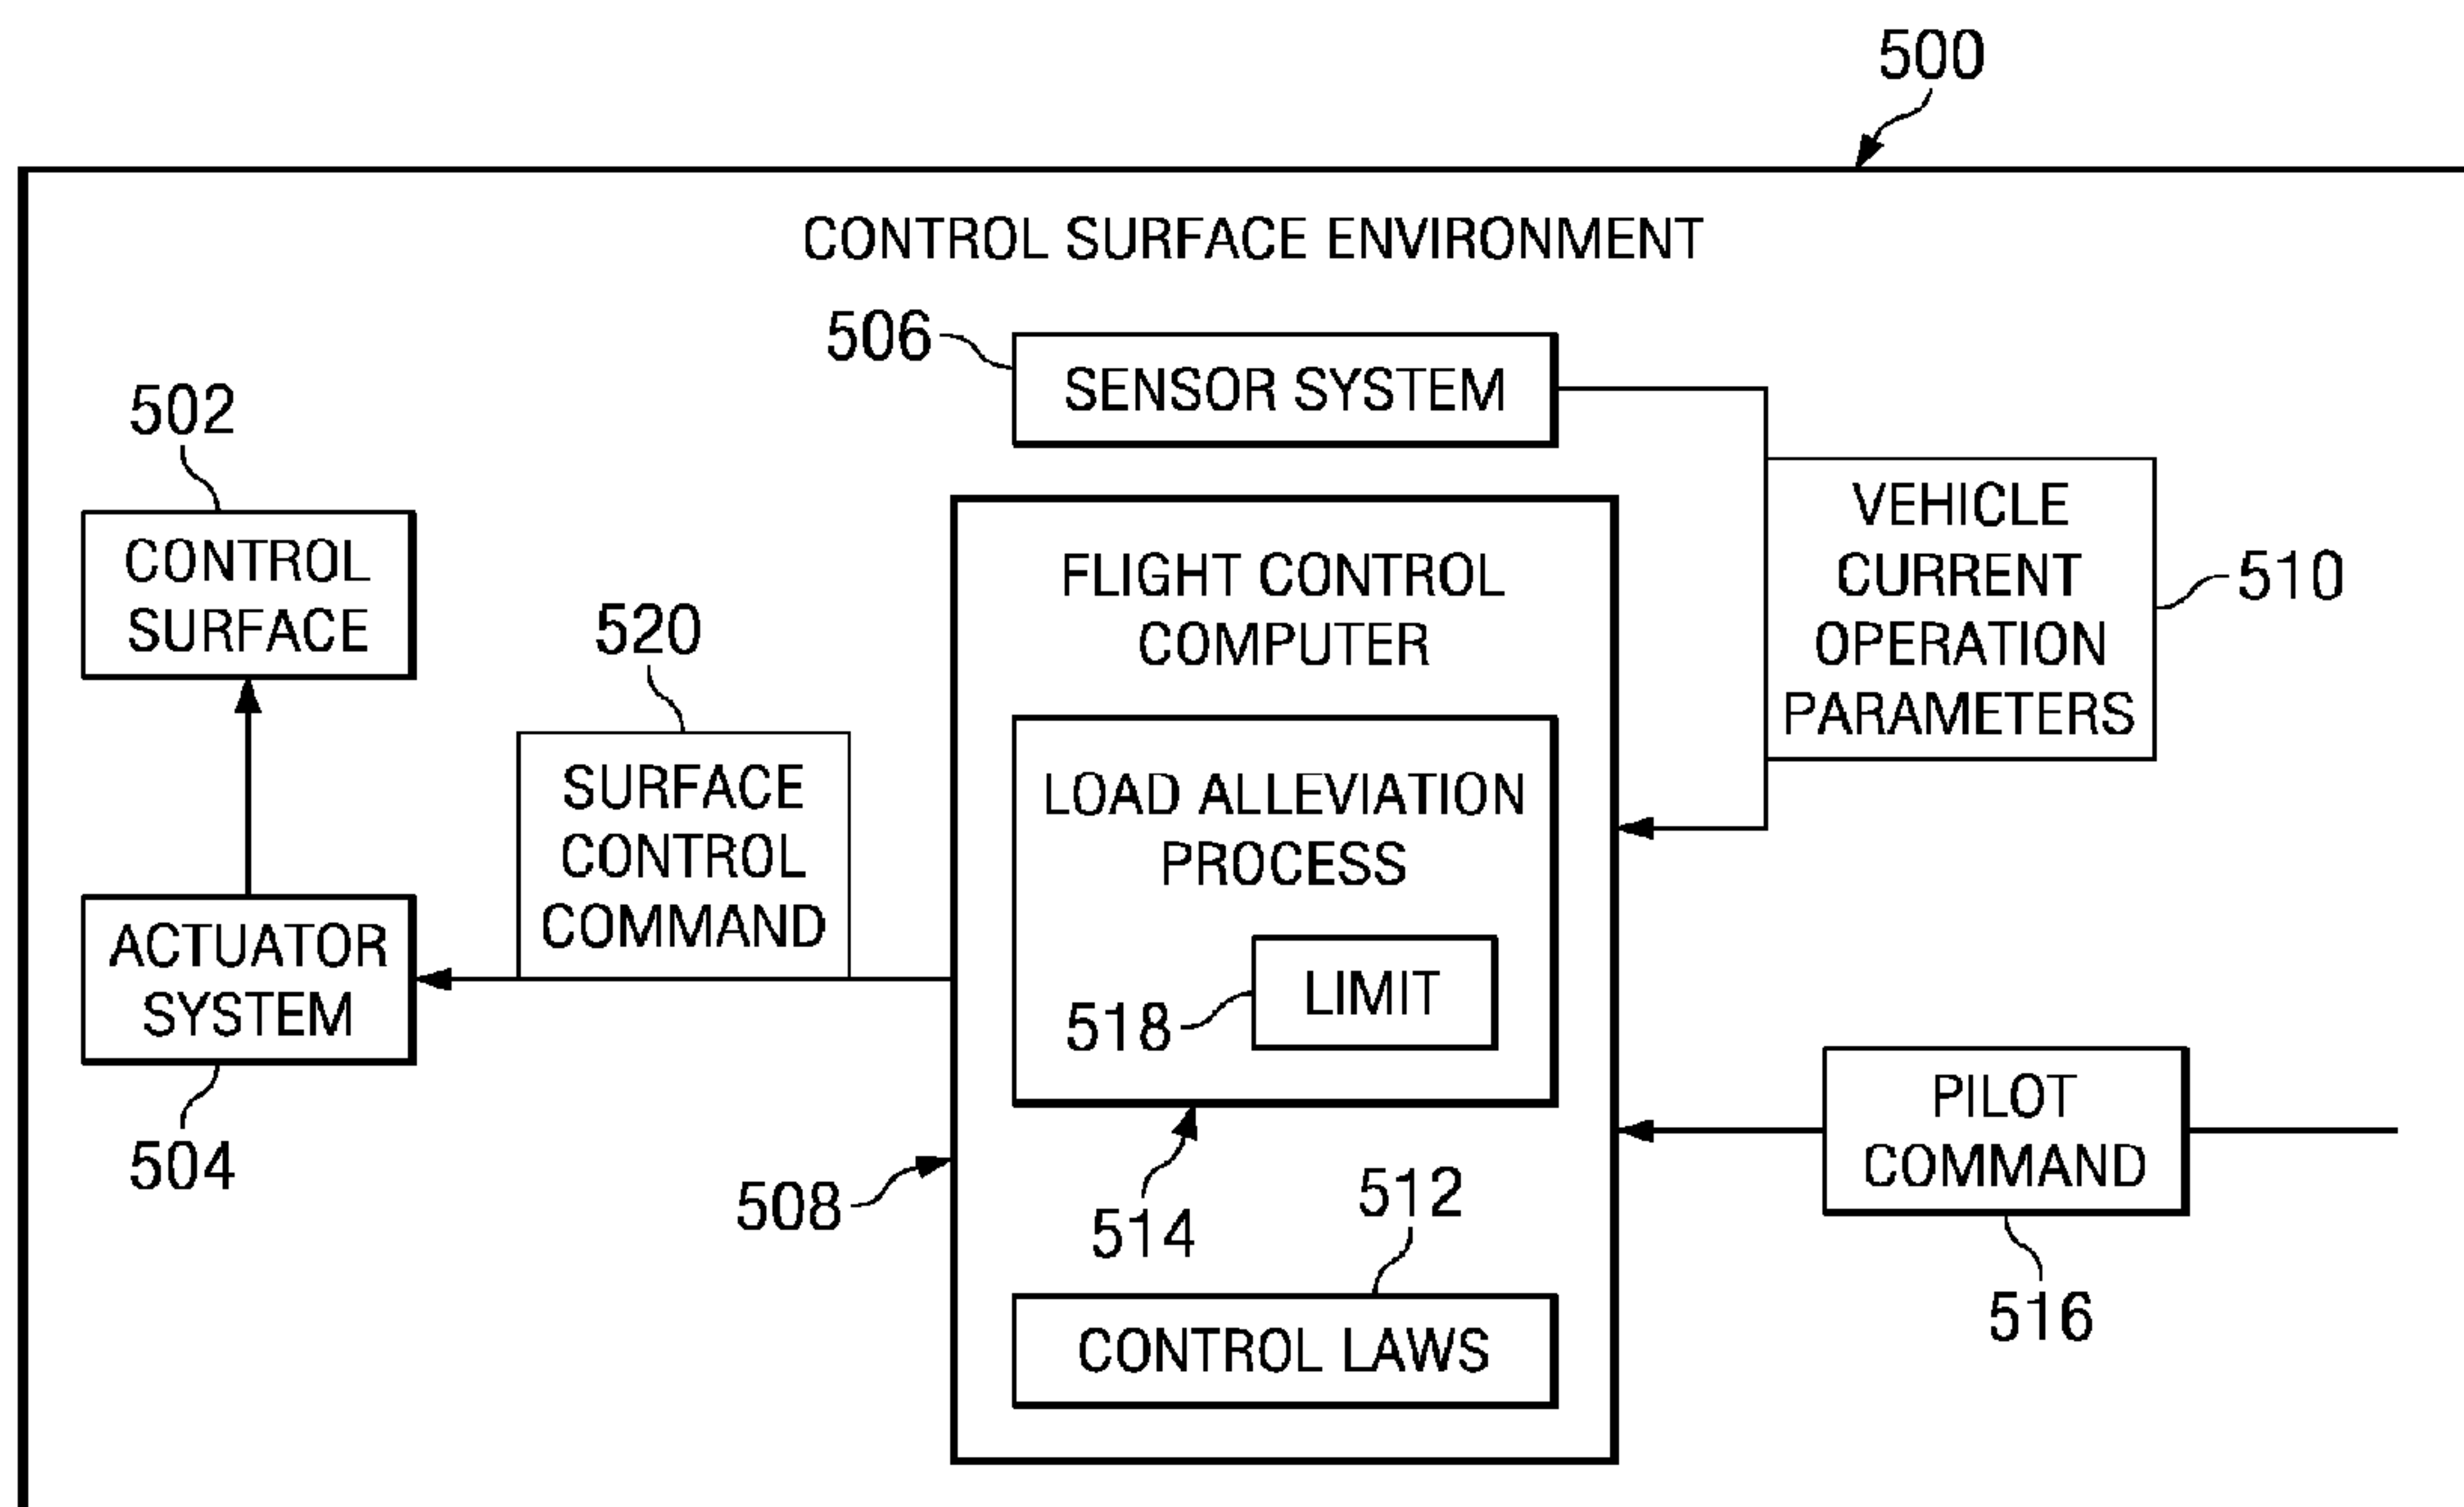 500
CONTROL SURFACE ENVIRONMENT
506
SENSOR SYSTEM
502
CONTROL
SURFACE
VEHICLE
CURRENT
OPERATION
PARAMETERS
510
FLIGHT CONTROL
COMPUTER
520
SURFACE
CONTROL
COMMAND
LOAD ALLEVIATION
PROCESS
518
LIMIT
ACTUATOR
SYSTEM
504
PILOT
COMMAND
516
508
514
512
CONTROL LAWS